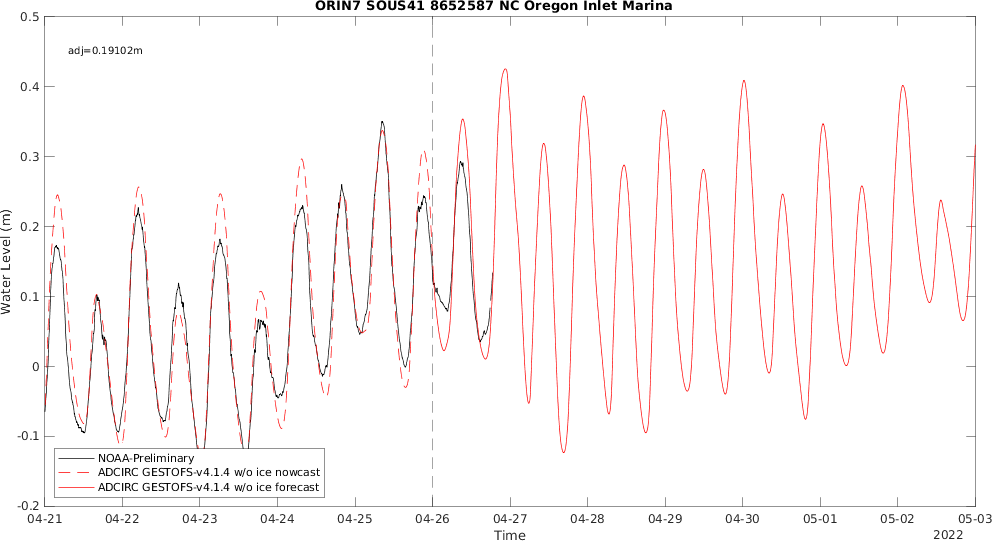 ORIN7 SOUS41 8652587 NC Oregon Inlet Marina
adj=0.19102m
0.5
0.4
0.3
0.2
0.1
0
-0.1
-0.2
Water Level (m)
NOAA-Preliminary
ADCIRC GESTOFS-v4.1.4 w/o ice nowcast
ADCIRC GESTOFS-v4.1.4 w/o ice forecast
04-21 04-22 04-23 04-24 04-25 04-26 04-27 04-28 04-29 04-30 05-01 05-02 05-03
Time
2022